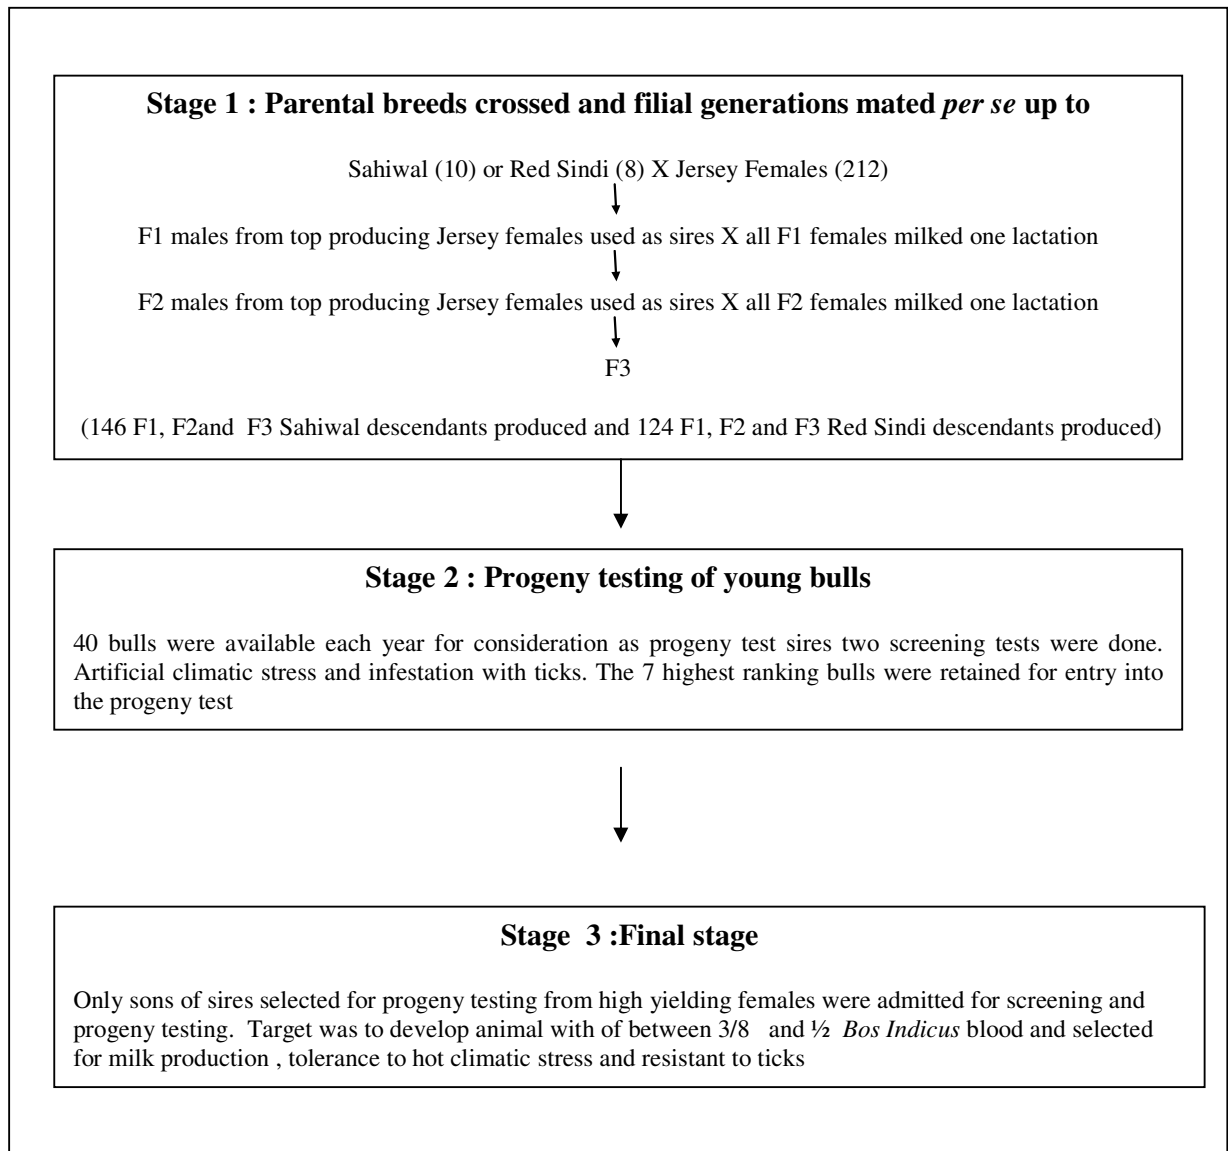 Stage 1 : Parental breeds crossed and filial generations mated per se up to
Sahiwal (10) or Red Sindi (8) X Jersey Females (212)
F1 males from top producing Jersey females used as sires X all F1 females milked one lactation
F2 males from top producing Jersey females used as sires X all F2 females milked one lactation
F3
(146 F1, F2and F3 Sahiwal descendants produced and 124 F1, F2 and F3 Red Sindi descendants produced)
Stage 2 : Progeny testing of young bulls
40 bulls were available each year for consideration as progeny test sires two screening tests were done.
Artificial climatic stress and infestation with ticks. The 7 highest ranking bulls were retained for entry into
the progeny test
Stage 3 :Final stage
Only sons of sires selected for progeny testing from high yielding females were admitted for screening and
progeny testing. Target was to develop animal with of between 3/8 and ½ Bos Indicus blood and selected
for milk production , tolerance to hot climatic stress and resistant to ticks